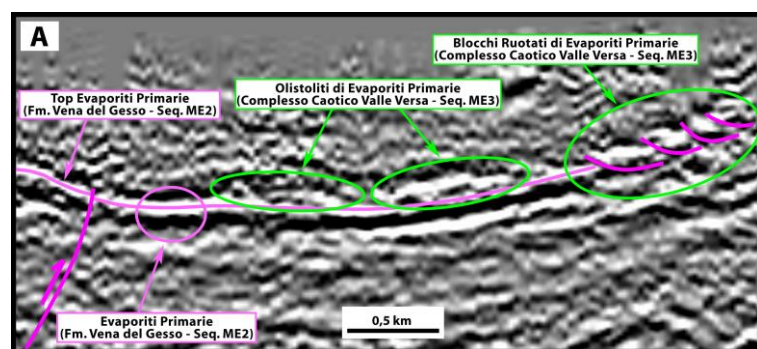 A
Blocchi Ruotati di Evaporiti Primarie
(Complesso Caotico Valle Versa - Seq. ME3)
Olistoliti di Evaporiti Primarie
(Complesso Caotico Valle Versa - Seq. ME3)
Top Evaporiti Primarie
(Fm. Vena del Gesso - Seq. ME2)
Evaporiti Primarie
(Fm. Vena del Gesso - Seq. ME2)
0,5 km